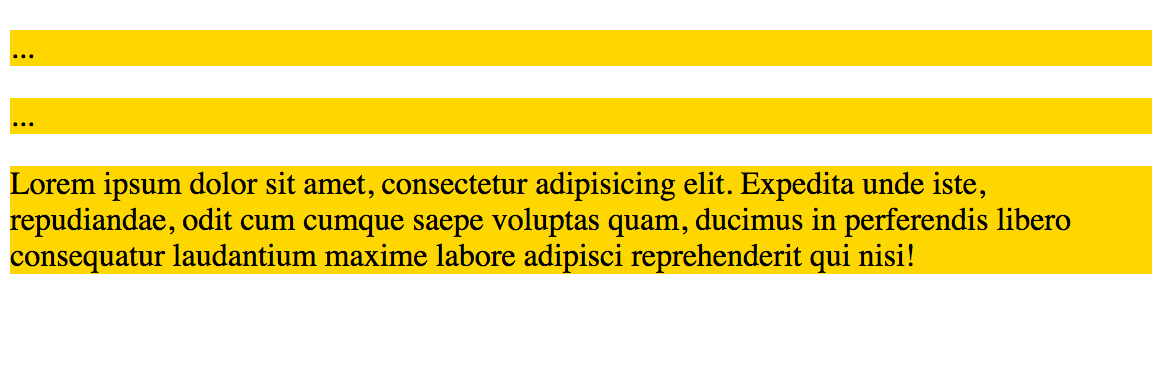 ...
...
Lorem ipsum dolor sit amet, consectetur adipisicing elit. Expedita unde iste,
repudiandae, odit cum cumque saepe voluptas quam, ducimus in perferendis libero
consequatur laudantium maxime labore adipisci reprehenderit qui nisi!